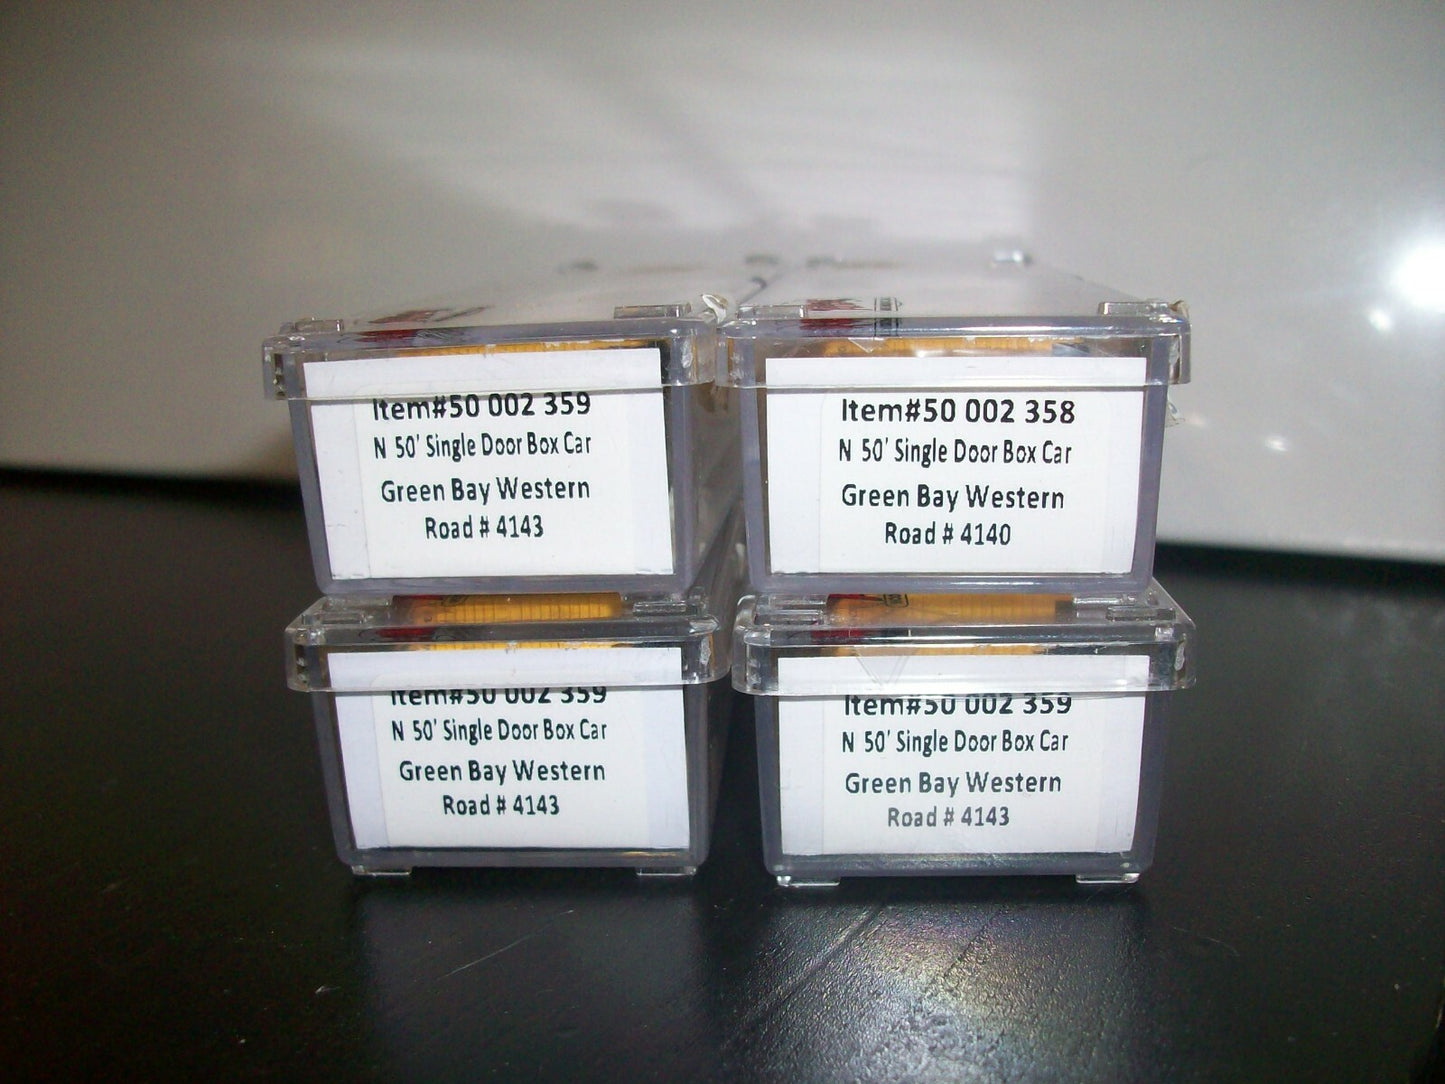 Item#50 002 359
N 50' Single Door Box Car
Green Bay Western
Road # 4143
Item#50 002 358
N 50' Single Door Box Car
Green Bay Western
Road # 4140
Item#50 002 359
N 50' Single Door Box Car
Green Bay Western
Road # 4143
Item#50 002 359
N 50' Single Door Box Car
Green Bay Western
Road # 4143